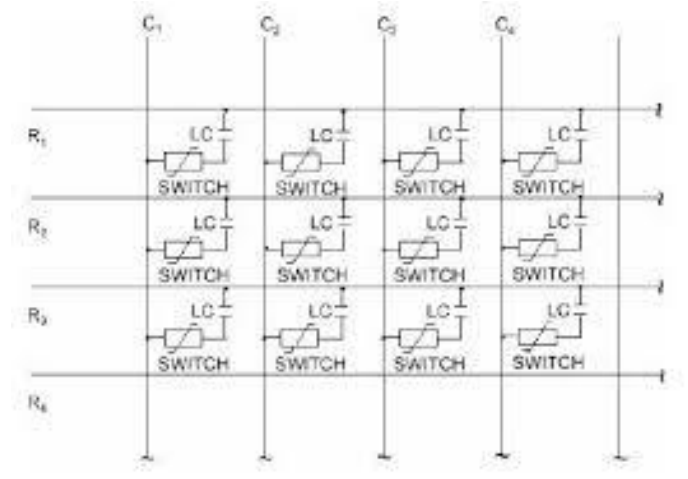 C1 C2 C3 C4
R1
LC LC LC LC
SWITCH SWITCH SWITCH SWITCH
R2
LC LC LC LC
SWITCH SWITCH SWITCH SWITCH
R3
LC LC LC LC
SWITCH SWITCH SWITCH SWITCH
R4